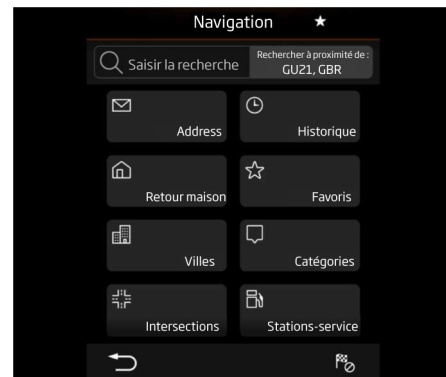 Navigation
Saisir la recherche
Rechercher à proximité de :
GU21, GBR
Address
Historique
Retour maison
Favoris
Villes
Catégories
Intersections
Stations-service